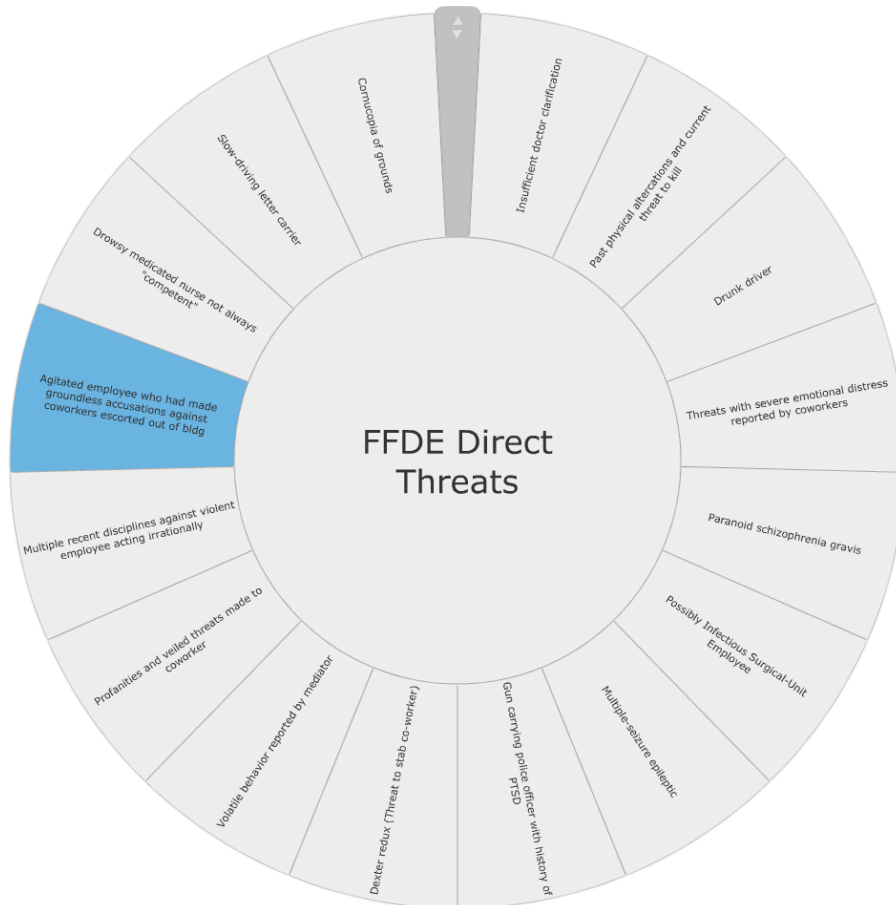 FFDE Direct
Threats
Insufficient doctor clarification
Past physical altercations and current
threat to kill
Drunk driver
Threats with severe emotional distress
reported by coworkers
Paranoid schizophrenia gravis
Possibly Infectious Surgical-Unit
Employee
Multiple-seizure epileptic
Gun carrying police officer with history of
PTSD
Dexter redux (Threat to stab co-worker)
Volatile behavior reported by mediator
Profanities and veiled threats made to
coworker
Multiple recent disciplines against violent
employee acting irrationally
Agitated employee who had made
groundless accusations against
coworkers escorted out of bldg
Drowsy medicated nurse not always
"competent"
Slow-driving letter carrier
Cornucopia of grounds